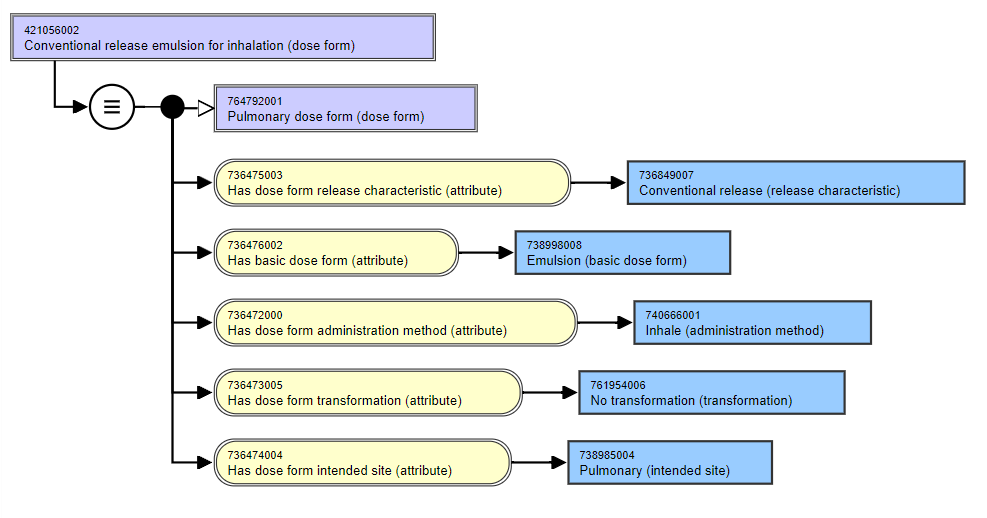 421056002
Conventional release emulsion for inhalation (dose form)
764792001
Pulmonary dose form (dose form)
736475003
Has dose form release characteristic (attribute)
736849007
Conventional release (release characteristic)
736476002
Has basic dose form (attribute)
738998008
Emulsion (basic dose form)
736472000
Has dose form administration method (attribute)
740666001
Inhale (administration method)
736473005
Has dose form transformation (attribute)
761954006
No transformation (transformation)
736474004
Has dose form intended site (attribute)
738985004
Pulmonary (intended site)